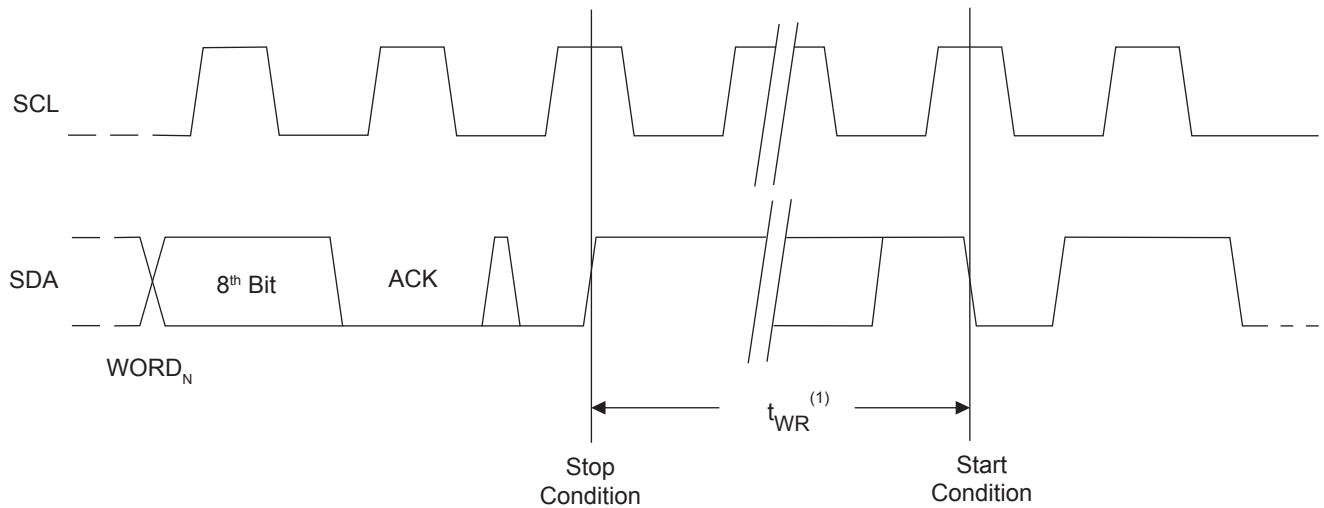 SCL
SDA
8th Bit
ACK
WORDN
tWR(1)
Stop
Condition
Start
Condition